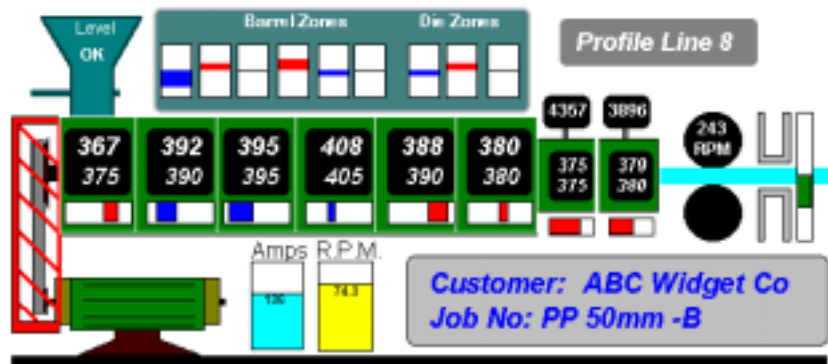 Level
OK
Barrel Zones
Die Zones
Profile Line 8
367
375
392
390
395
395
408
405
388
390
380
380
4357
375
375
3896
370
380
243
RPM
Amps
R.P.M.
136
74.3
Customer: ABC Widget Co
Job No: PP 50mm -B